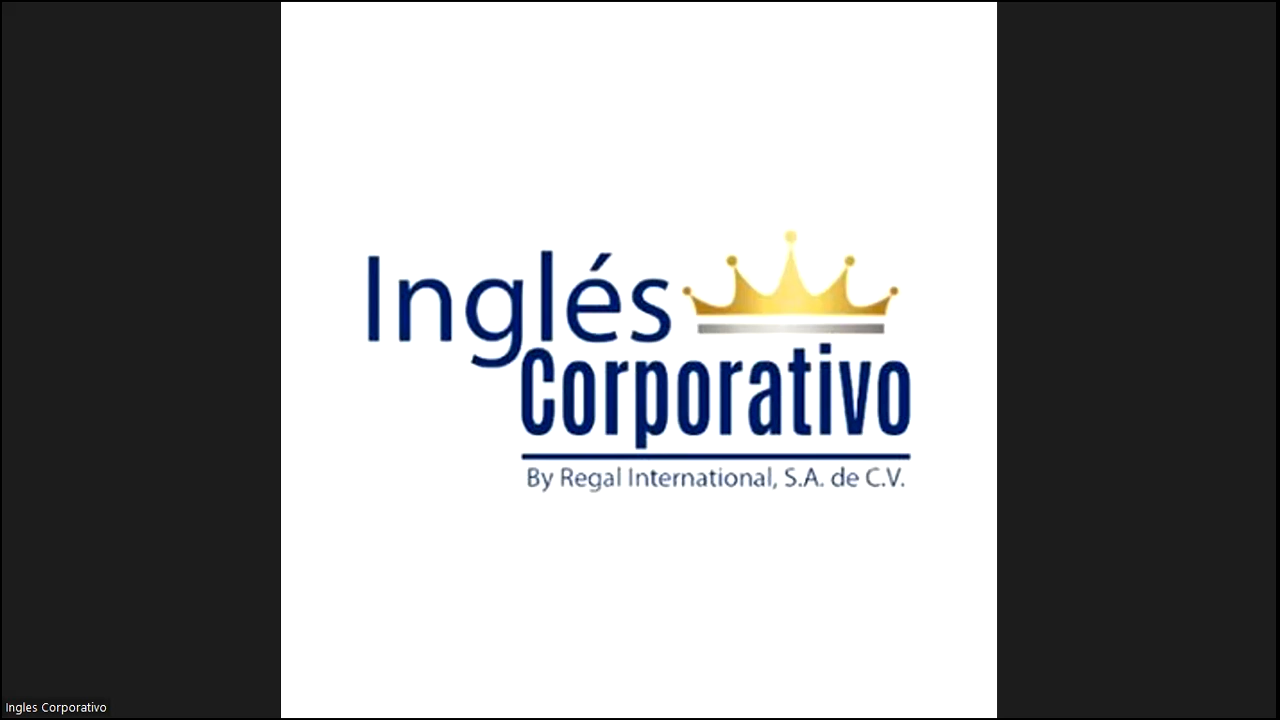 Inglés
Corporativo
By Regal International, S.A. de C.V.
Ingles Corporativo